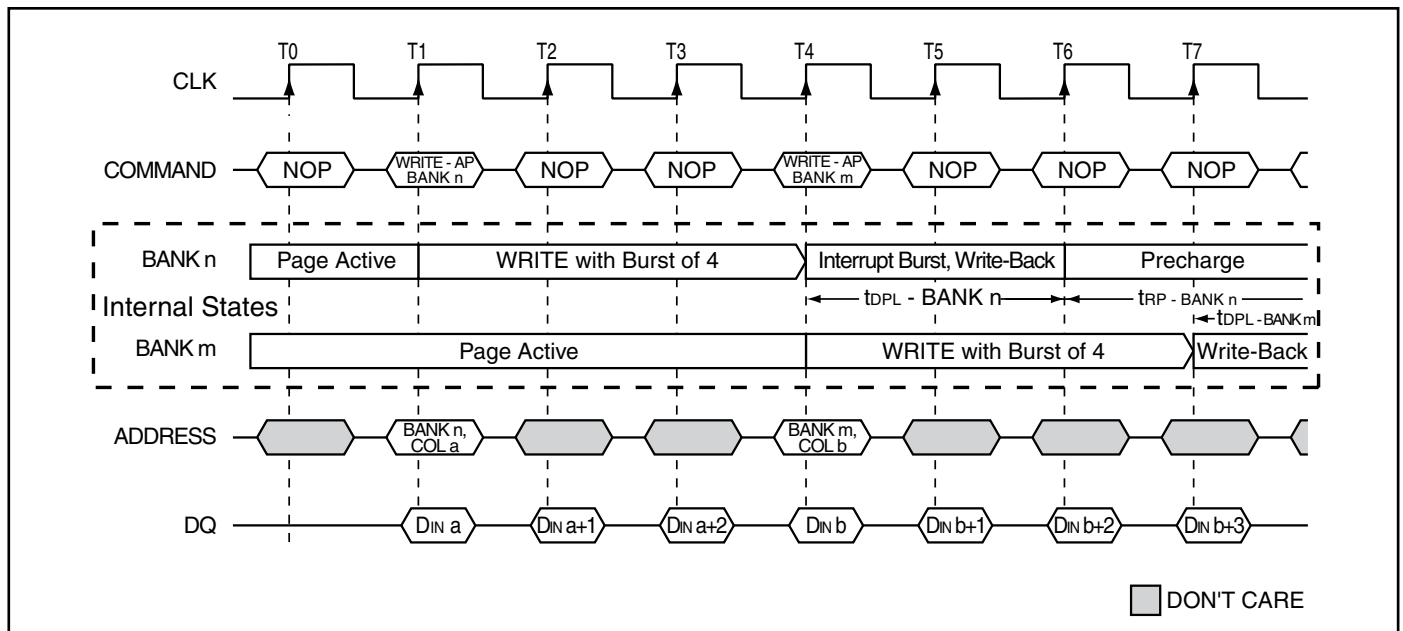 T0 T1 T2 T3 T4 T5 T6 T7
CLK
COMMAND NOP WRITE - AP BANK n NOP NOP WRITE - AP BANK m NOP NOP NOP
BANK n Page Active WRITE with Burst of 4 Interrupt Burst, Write-Back Precharge
Internal States tDPL - BANK n tRP - BANK n
tDPL - BANK m
BANK m Page Active WRITE with Burst of 4 Write-Back
ADDRESS BANK n, COL a BANK m, COL b
DQ DIN a DIN a+1 DIN a+2 DIN b DIN b+1 DIN b+2 DIN b+3
DON'T CARE